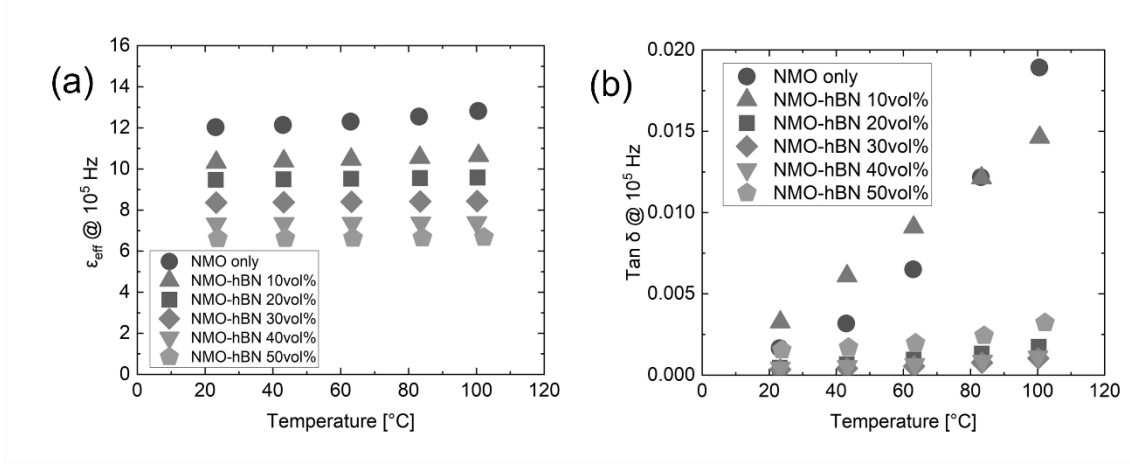 (a)
16
14
12
10
8
6
4
2
0
ε_eff @ 10⁵ Hz
NMO only
NMO-hBN 10vol%
NMO-hBN 20vol%
NMO-hBN 30vol%
NMO-hBN 40vol%
NMO-hBN 50vol%
0 20 40 60 80 100 120
Temperature [°C]
(b)
0.020
0.015
0.010
0.005
0.000
Tan δ @ 10⁵ Hz
NMO only
NMO-hBN 10vol%
NMO-hBN 20vol%
NMO-hBN 30vol%
NMO-hBN 40vol%
NMO-hBN 50vol%
0 20 40 60 80 100 120
Temperature [°C]